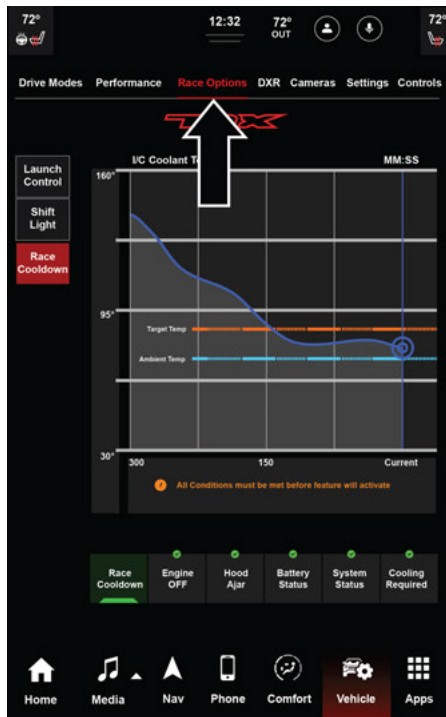 72°
12:32
72°
OUT
72°
Drive Modes Performance Race Options DXR Cameras Settings Controls
TRX
Launch
Control
Shift
Light
Race
Cooldown
I/C Coolant T
MM:SS
160°
95°
Target Temp
Ambient Temp
30°
300 150 Current
All Conditions must be met before feature will activate
Race
Cooldown
Engine
OFF
Hood
Ajar
Battery
Status
System
Status
Cooling
Required
Home Media Nav Phone Comfort Vehicle Apps